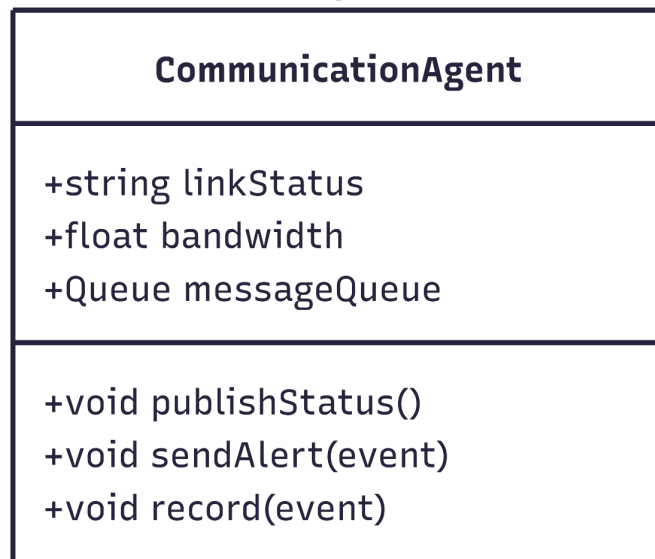 CommunicationAgent
+string linkStatus
+float bandwidth
+Queue messageQueue
+void publishStatus()
+void sendAlert(event)
+void record(event)